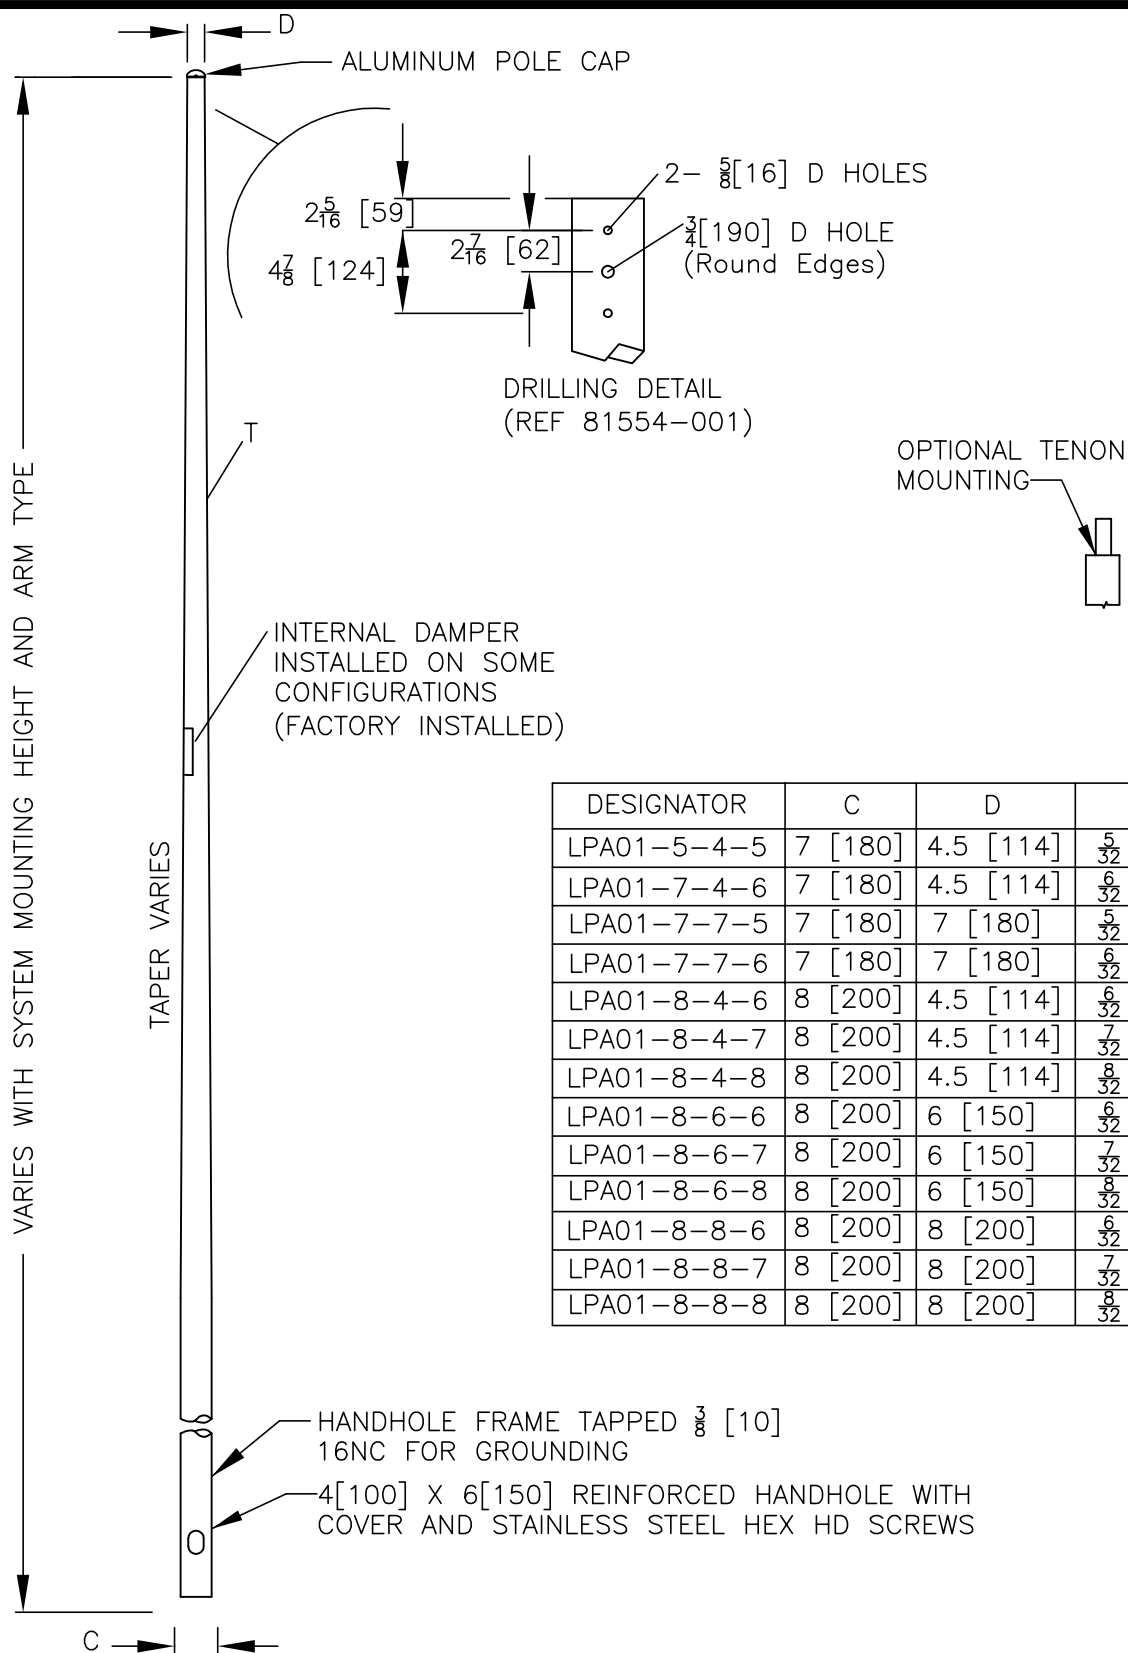 D
ALUMINUM POLE CAP
2- 5/8[16] D HOLES
2 5/16 [59]
3/4[190] D HOLE
(Round Edges)
2 7/16 [62]
4 7/8 [124]
DRILLING DETAIL
(REF 81554-001)
T
OPTIONAL TENON
MOUNTING
VARIES WITH SYSTEM MOUNTING HEIGHT AND ARM TYPE
INTERNAL DAMPER
INSTALLED ON SOME
CONFIGURATIONS
(FACTORY INSTALLED)
TAPER VARIES
DESIGNATOR C D
LPA01-5-4-5 7 [180] 4.5 [114] 5/32
LPA01-7-4-6 7 [180] 4.5 [114] 6/32
LPA01-7-7-5 7 [180] 7 [180] 5/32
LPA01-7-7-6 7 [180] 7 [180] 6/32
LPA01-8-4-6 8 [200] 4.5 [114] 6/32
LPA01-8-4-7 8 [200] 4.5 [114] 7/32
LPA01-8-4-8 8 [200] 4.5 [114] 8/32
LPA01-8-6-6 8 [200] 6 [150] 6/32
LPA01-8-6-7 8 [200] 6 [150] 7/32
LPA01-8-6-8 8 [200] 6 [150] 8/32
LPA01-8-8-6 8 [200] 8 [200] 6/32
LPA01-8-8-7 8 [200] 8 [200] 7/32
LPA01-8-8-8 8 [200] 8 [200] 8/32
HANDHOLE FRAME TAPPED 3/8 [10]
16NC FOR GROUNDING
4[100] X 6[150] REINFORCED HANDHOLE WITH
COVER AND STAINLESS STEEL HEX HD SCREWS
C